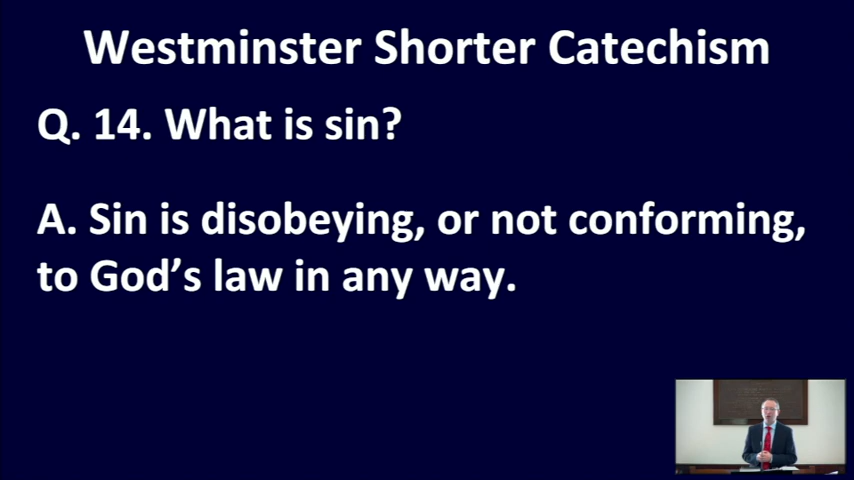 Westminster Shorter Catechism
Q. 14. What is sin?
A. Sin is disobeying, or not conforming,
to God’s law in any way.